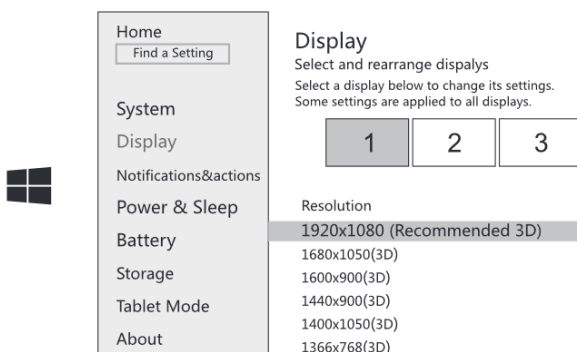 Home
Find a Setting
System
Display
Notifications&actions
Power & Sleep
Battery
Storage
Tablet Mode
About
Display
Select and rearrange dispalys
Select a display below to change its settings.
Some settings are applied to all displays.
1 2 3
Resolution
1920x1080 (Recommended 3D)
1680x1050(3D)
1600x900(3D)
1440x900(3D)
1400x1050(3D)
1366x768(3D)